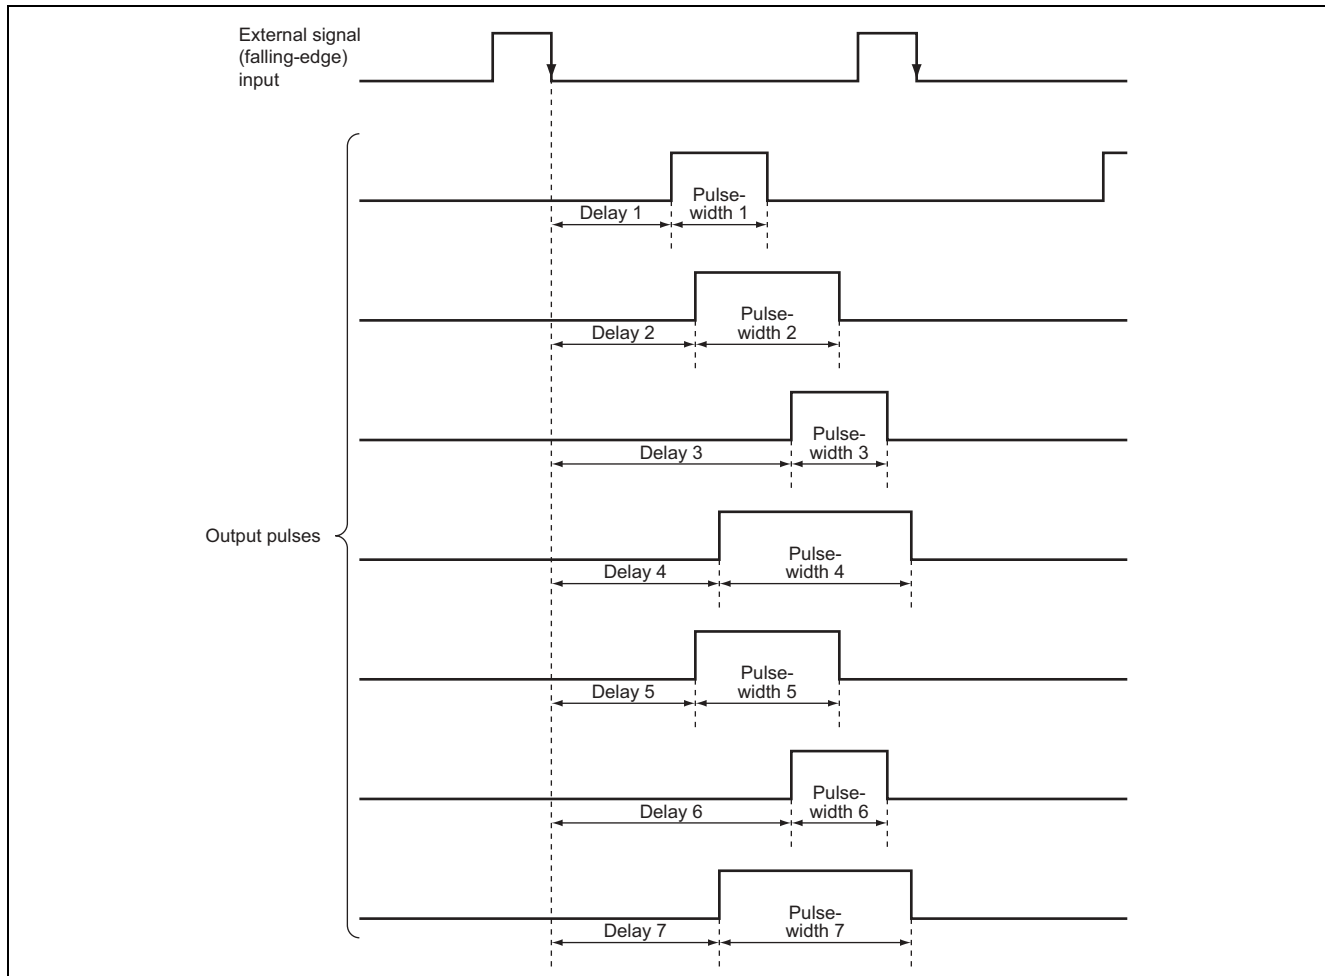 External signal
(falling-edge)
input
Pulse-
Delay 1 width 1
Pulse-
Delay 2 width 2
Pulse-
Delay 3 width 3
Output pulses
Pulse-
Delay 4 width 4
Pulse-
Delay 5 width 5
Pulse-
Delay 6 width 6
Pulse-
Delay 7 width 7